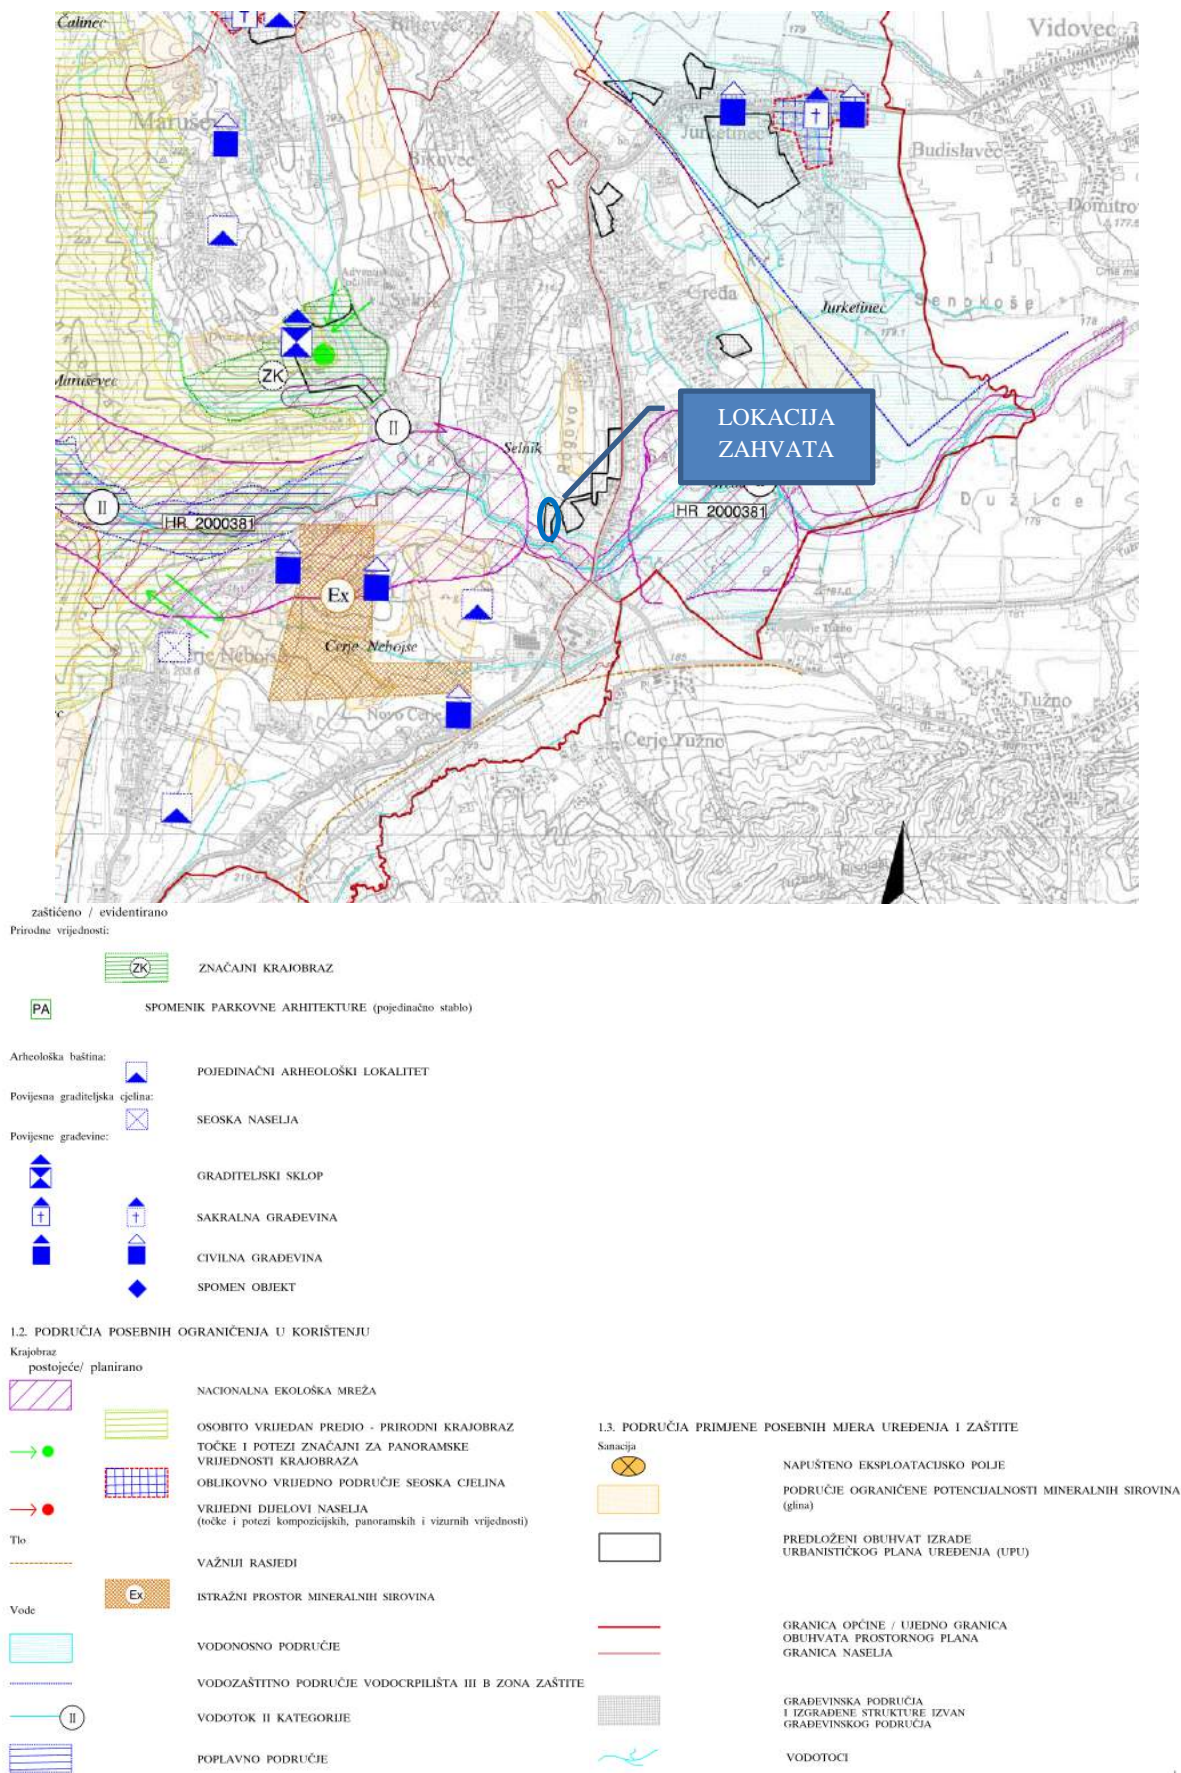 Čalinec
Biljevec
179
Vidovec
Maruševec
Jurketinec
Budislavec
Bikovec
Domitro
Greda
Jurketinec
Senokoše
178
Selnik
ZK
Maruševec
II
LOKACIJA
ZAHVATA
Selnik
II
HR 2000381
HR 2000381
Dužice
179
Ex
Cerje Nebojse
181
185
Tužno
Novo Cerje
Cerje Tužno
zaštićeno / evidentirano
Prirodne vrijednosti:
ZK ZNAČAJNI KRAJOBRAZ
PA SPOMENIK PARKOVNE ARHITEKTURE (pojedinačno stablo)
Arheološka baština:
POJEDINAČNI ARHEOLOŠKI LOKALITET
Povijesna graditeljska cjelina:
SEOSKA NASELJA
Povijesne građevine:
GRADITELJSKI SKLOP
SAKRALNA GRAĐEVINA
CIVILNA GRAĐEVINA
SPOMEN OBJEKT
1.2. PODRUČJA POSEBNIH OGRANIČENJA U KORIŠTENJU
Krajobraz
postojeće/ planirano
NACIONALNA EKOLOŠKA MREŽA
OSOBITO VRIJEDAN PREDIO - PRIRODNI KRAJOBRAZ
TOČKE I POTEZI ZNAČAJNI ZA PANORAMSKE
VRIJEDNOSTI KRAJOBRAZA
OBLIKOVNO VRIJEDNO PODRUČJE SEOSKA CJELINA
VRIJEDNI DIJELOVI NASELJA
(točke i potezi kompozicijskih, panoramskih i vizurnih vrijednosti)
Tlo
VAŽNIJI RASJEDI
Ex ISTRAŽNI PROSTOR MINERALNIH SIROVINA
Vode
VODONOSNO PODRUČJE
VODOZAŠTITNO PODRUČJE VODOCRPILIŠTA III B ZONA ZAŠTITE
II VODOTOK II KATEGORIJE
POPLAVNO PODRUČJE
1.3. PODRUČJA PRIMJENE POSEBNIH MJERA UREĐENJA I ZAŠTITE
Sanacija
NAPUŠTENO EKSPLOATACIJSKO POLJE
PODRUČJE OGRANIČENE POTENCIJALNOSTI MINERALNIH SIROVINA
(glina)
PREDLOŽENI OBUHVAT IZRADE
URBANISTIČKOG PLANA UREĐENJA (UPU)
GRANICA OPĆINE / UJEDNO GRANICA
OBUHVATA PROSTORNOG PLANA
GRANICA NASELJA
GRAĐEVINSKA PODRUČJA
I IZGRAĐENE STRUKTURE IZVAN
GRAĐEVINSKOG PODRUČJA
VODOTOCI